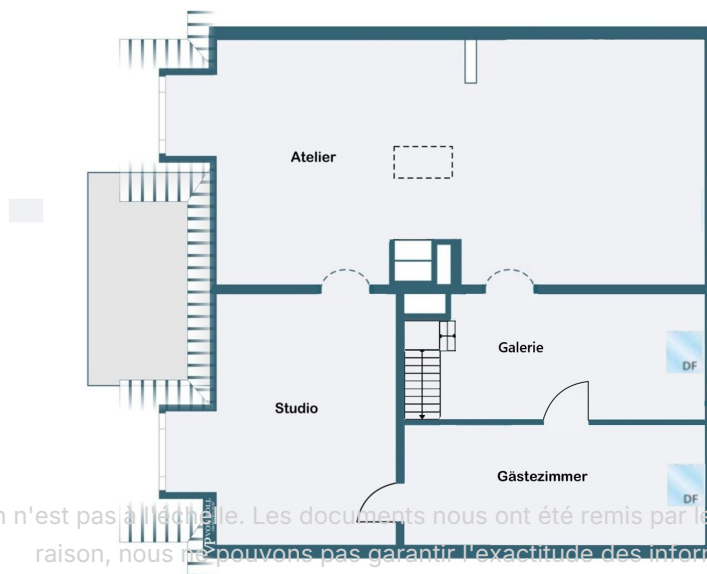 Atelier
Galerie
DF
Studio
Gästezimmer
DF
n n'est pas à l'échelle. Les documents nous ont été remis par le
raison, nous ne pouvons pas garantir l'exactitude des infor